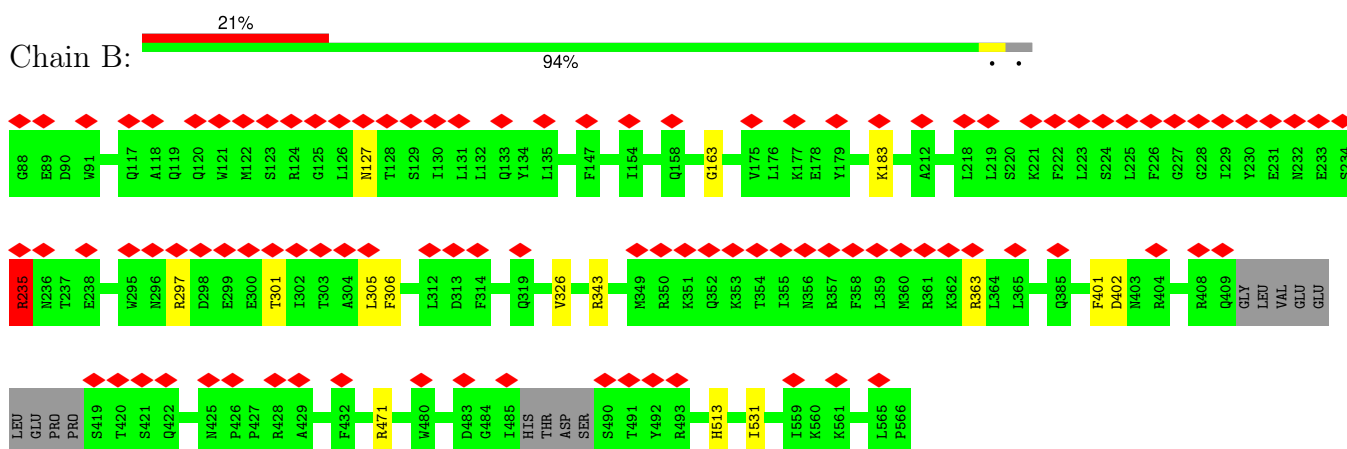 21%
Chain B:
94%
• •
G88 E89 D90 W91 Q117 A118 Q119 Q120 W121 M122 S123 R124 G125 L126 N127 T128 S129 I130 L131 L132 Q133 Y134 L135 F147 I154 Q158 G163 V175 L176 K177 E178 Y179 K183 A212 L218 L219 S220 K221 F222 L223 S224 L225 F226 G227 G228 I229 Y230 E231 N232 E233 S234
R235 N236 T237 E238 W295 N296 R297 D298 E299 E300 T301 I302 T303 A304 L305 F306 L312 D313 F314 Q319 V326 R343 M349 R350 K351 Q352 K353 T354 I355 N356 R357 F358 L359 M360 R361 K362 R363 L364 L365 Q385 F401 D402 N403 R404 R408 Q409 GLY LEU VAL GLU GLU
LEU GLU PRO PRO S419 T420 S421 Q422 N425 P426 P427 R428 A429 F432 R471 W480 D483 G484 I485 HIS THR ASP SER S490 T491 Y492 R493 H513 I531 I559 K560 K561 L565 P566